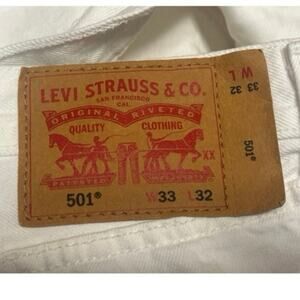 LEVI STRAUSS & CO.
SAN FRANCISCO
CAL.
ORIGINAL RIVETED
QUALITY CLOTHING
XX
PATENTED
501® W33 L32
W L
33 32
501®